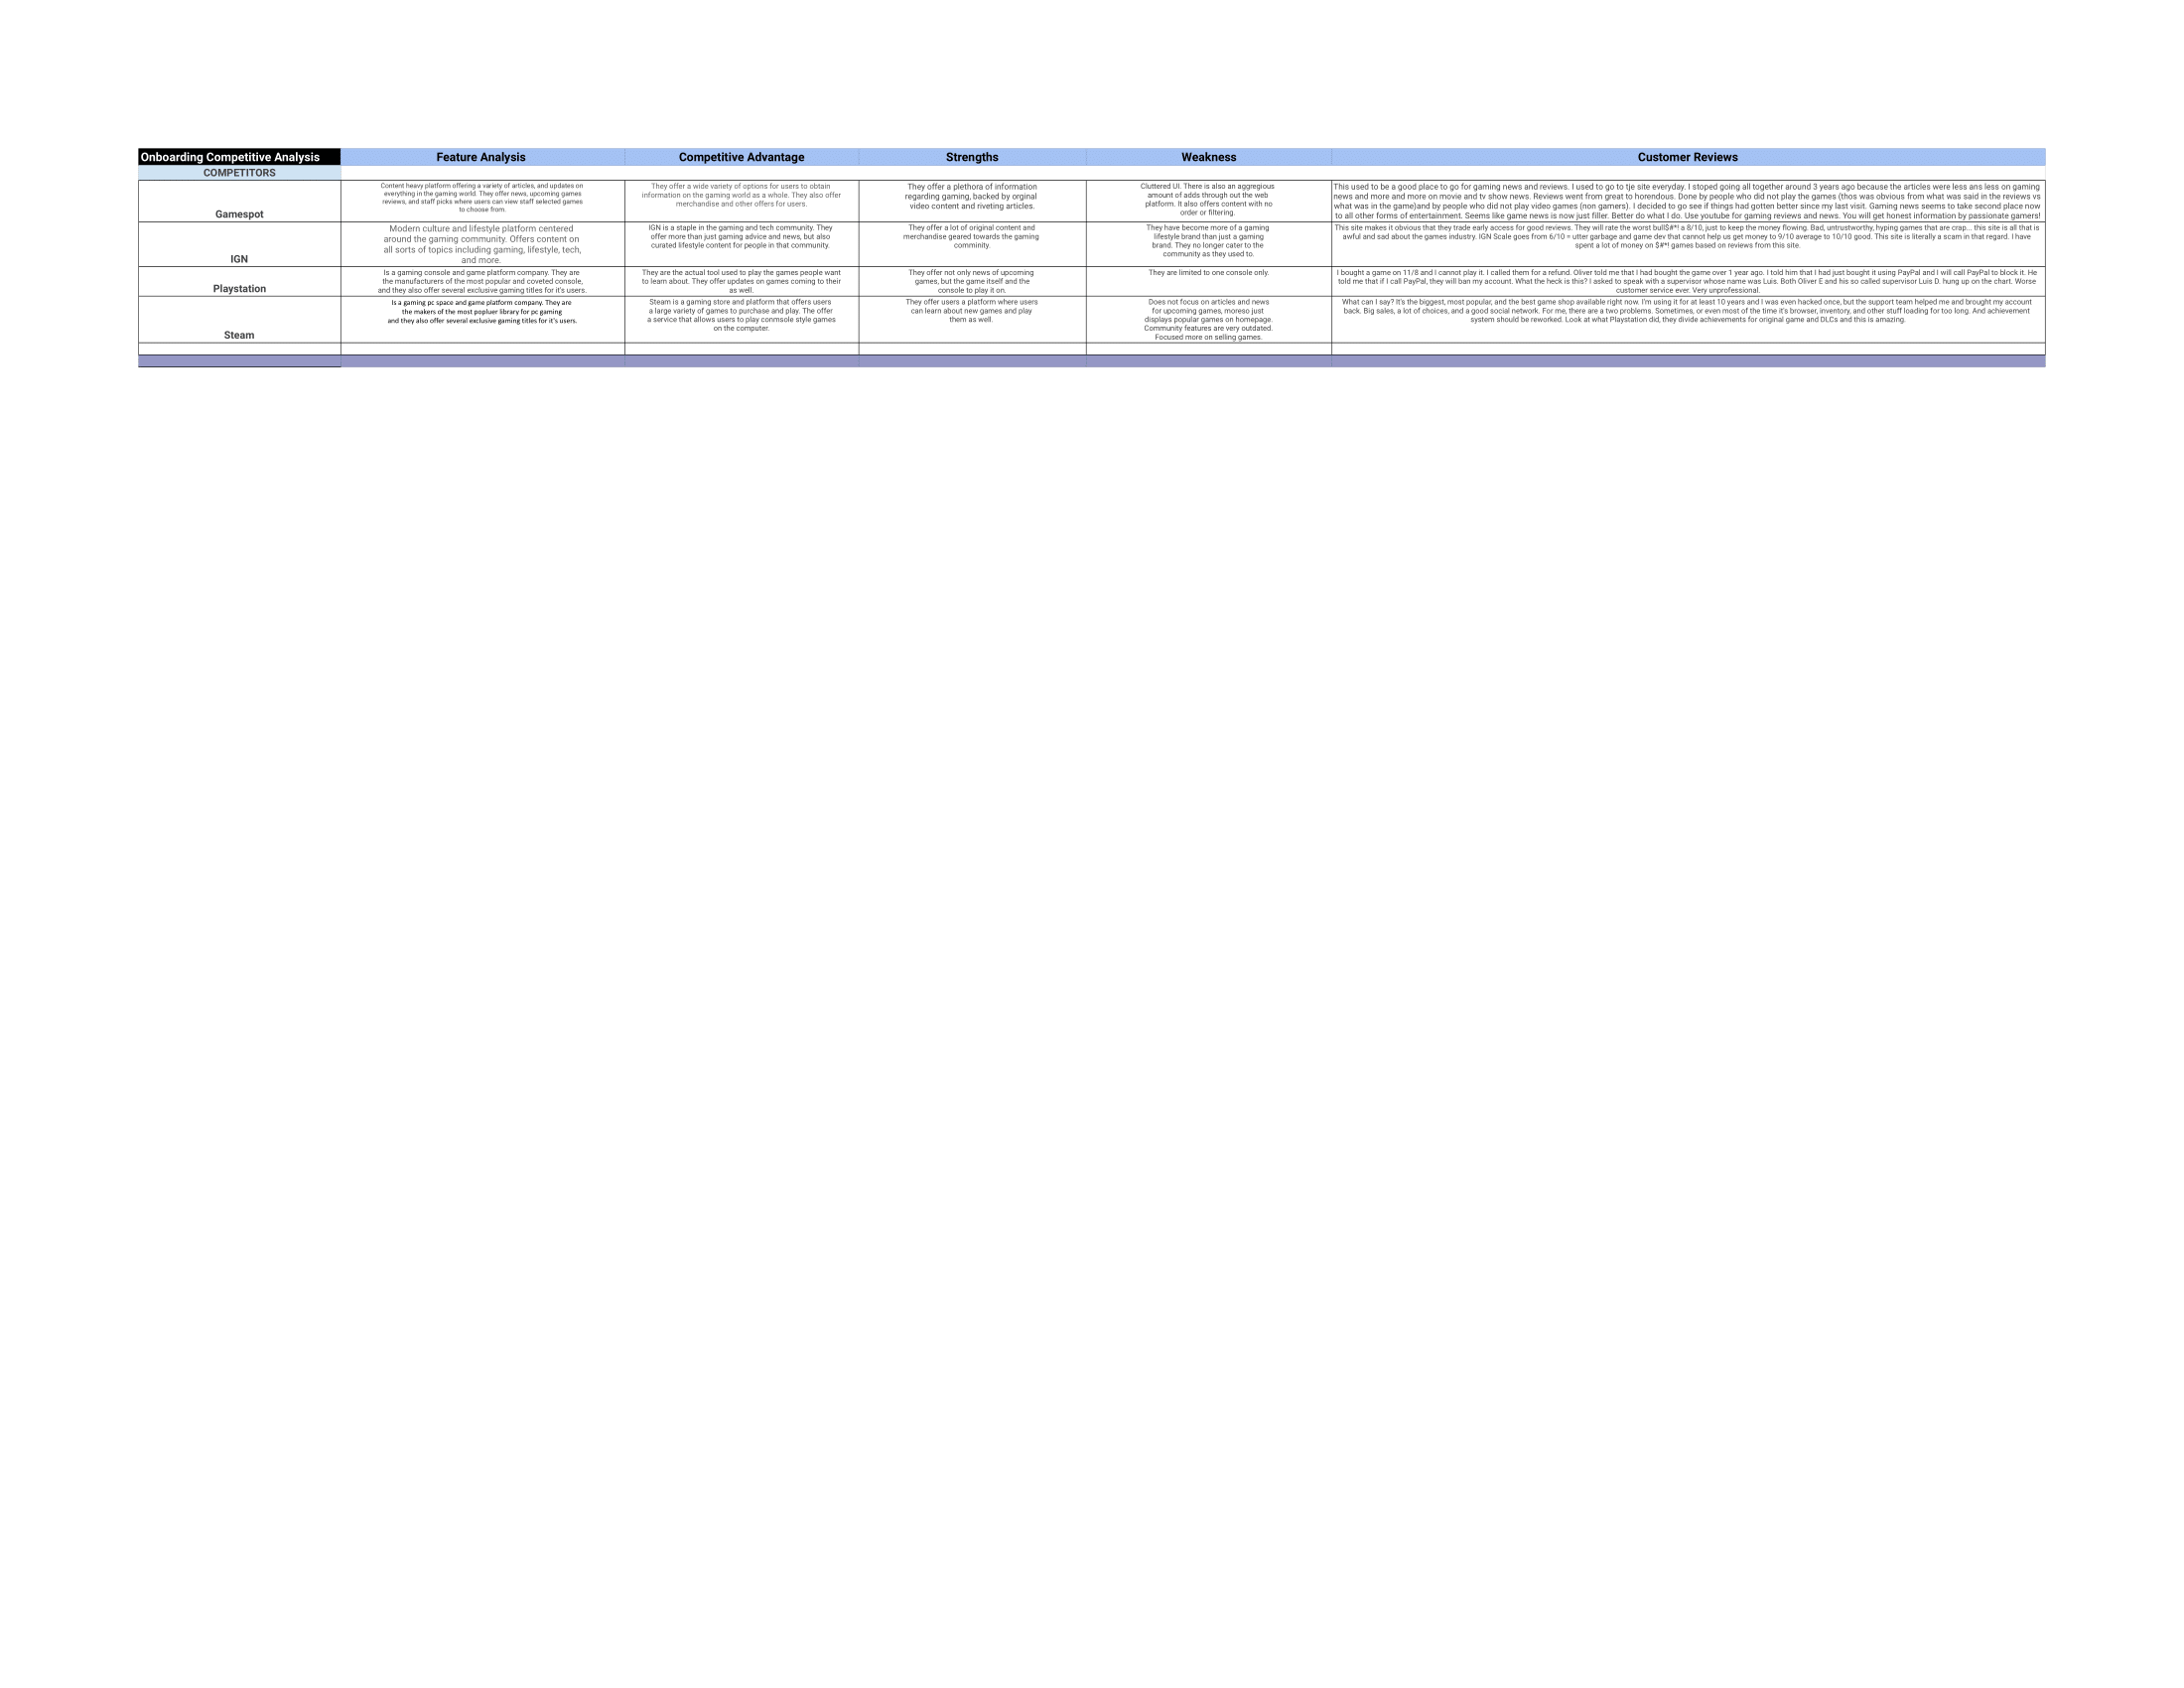 Onboarding Competitive Analysis
Feature Analysis
Competitive Advantage
Strengths
Weakness
Customer Reviews
COMPETITORS
Gamespot
Content heavy platform offering a variety of articles, and updates on
everything in the gaming world. They offer news, upcoming games
reviews, and staff picks where users can view staff selected games
to choose from.
They offer a wide variety of options for users to obtain
information on the gaming world as a whole. They also offer
merchandise and other offers for users.
They offer a plethora of information
regarding gaming, backed by orginal
video content and riveting articles.
Cluttered UI. There is also an aggregious
amount of adds through out the web
platform. It also offers content with no
order or filtering.
This used to be a good place to go for gaming news and reviews. I used to go to tje site everyday. I stoped going all together around 3 years ago because the articles were less ans less on gaming
news and more and more on movie and tv show news. Reviews went from great to horendous. Done by people who did not play the games (thos was obvious from what was said in the reviews vs
what was in the game)and by people who did not play video games (non gamers). I decided to go see if things had gotten better since my last visit. Gaming news seems to take second place now
to all other forms of entertainment. Seems like game news is now just filler. Better do what I do. Use youtube for gaming reviews and news. You will get honest information by passionate gamers!
IGN
Modern culture and lifestyle platform centered
around the gaming community. Offers content on
all sorts of topics including gaming, lifestyle, tech,
and more.
IGN is a staple in the gaming and tech community. They
offer more than just gaming advice and news, but also
curated lifestyle content for people in that community.
They offer a lot of original content and
merchandise geared towards the gaming
comminity.
They have become more of a gaming
lifestyle brand than just a gaming
brand. They no longer cater to the
community as they used to.
This site makes it obvious that they trade early access for good reviews. They will rate the worst bull$#*! a 8/10, just to keep the money flowing. Bad, untrustworthy, hyping games that are crap... this site is all that is
awful and sad about the games industry. IGN Scale goes from 6/10 = utter garbage and game dev that cannot help us get money to 9/10 average to 10/10 good. This site is literally a scam in that regard. I have
spent a lot of money on $#*! games based on reviews from this site.
Playstation
Is a gaming console and game platform company. They are
the manufacturers of the most popular and coveted console,
and they also offer several exclusive gaming titles for it's users.
They are the actual tool used to play the games people want
to learn about. They offer updates on games coming to their
as well.
They offer not only news of upcoming
games, but the game itself and the
console to play it on.
They are limited to one console only.
I bought a game on 11/8 and I cannot play it. I called them for a refund. Oliver told me that I had bought the game over 1 year ago. I told him that I had just bought it using PayPal and I will call PayPal to block it. He
told me that if I call PayPal, they will ban my account. What the heck is this? I asked to speak with a supervisor whose name was Luis. Both Oliver E and his so called supervisor Luis D. hung up on the chart. Worse
customer service ever. Very unprofessional.
Steam
Is a gaming pc space and game platform company. They are
the makers of the most popluer library for pc gaming
and they also offer several exclusive gaming titles for it's users.
Steam is a gaming store and platform that offers users
a large variety of games to purchase and play. The offer
a service that allows users to play conmsole style games
on the computer.
They offer users a platform where users
can learn about new games and play
them as well.
Does not focus on articles and news
for upcoming games, moreso just
displays popular games on homepage.
Community features are very outdated.
Focused more on selling games.
What can I say? It's the biggest, most popular, and the best game shop available right now. I'm using it for at least 10 years and I was even hacked once, but the support team helped me and brought my account
back. Big sales, a lot of choices, and a good social network. For me, there are a two problems. Sometimes, or even most of the time it's browser, inventory, and other stuff loading for too long. And achievement
system should be reworked. Look at what Playstation did, they divide achievements for original game and DLCs and this is amazing.